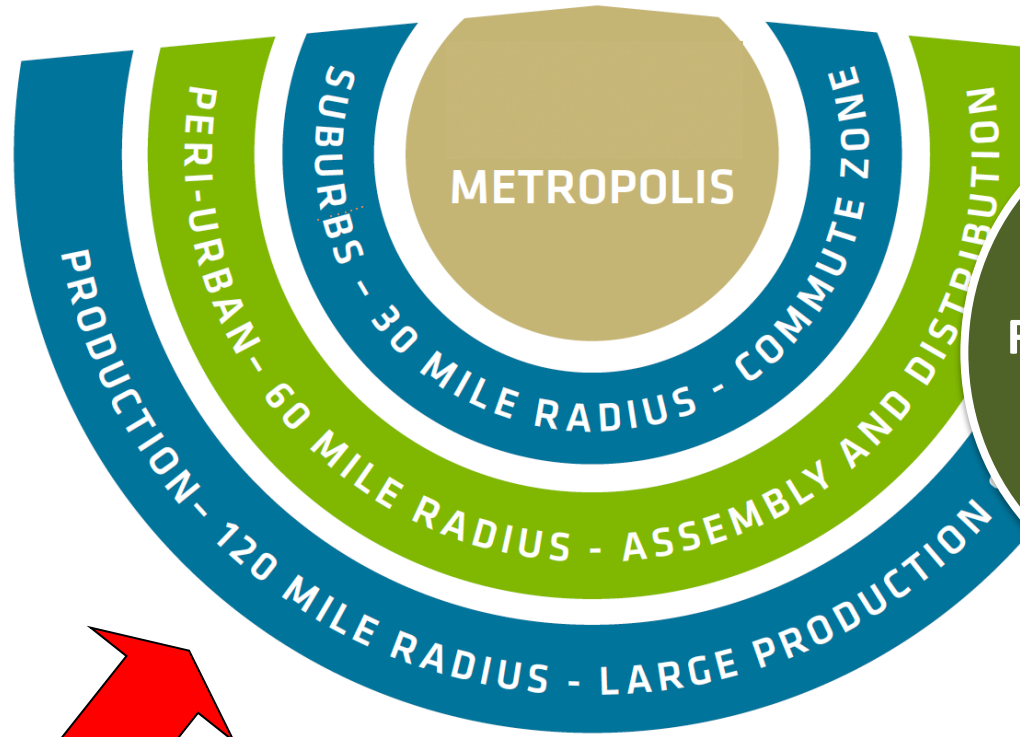 METROPOLIS
SUBURBS – 30 MILE RADIUS - COMMUTE ZONE
PERI-URBAN– 60 MILE RADIUS - ASSEMBLY AND DISTRIBUTION
PRODUCTION– 120 MILE RADIUS - LARGE PRODUCTION